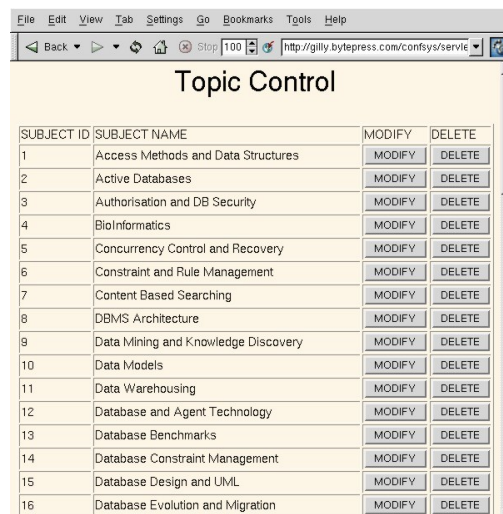 File Edit View Tab Settings Go Bookmarks Tools Help
Back Stop 100 http://gilly.bytepress.com/confsys/servle
Topic Control
SUBJECT ID SUBJECT NAME MODIFY DELETE
1 Access Methods and Data Structures MODIFY DELETE
2 Active Databases MODIFY DELETE
3 Authorisation and DB Security MODIFY DELETE
4 BioInformatics MODIFY DELETE
5 Concurrency Control and Recovery MODIFY DELETE
6 Constraint and Rule Management MODIFY DELETE
7 Content Based Searching MODIFY DELETE
8 DBMS Architecture MODIFY DELETE
9 Data Mining and Knowledge Discovery MODIFY DELETE
10 Data Models MODIFY DELETE
11 Data Warehousing MODIFY DELETE
12 Database and Agent Technology MODIFY DELETE
13 Database Benchmarks MODIFY DELETE
14 Database Constraint Management MODIFY DELETE
15 Database Design and UML MODIFY DELETE
16 Database Evolution and Migration MODIFY DELETE